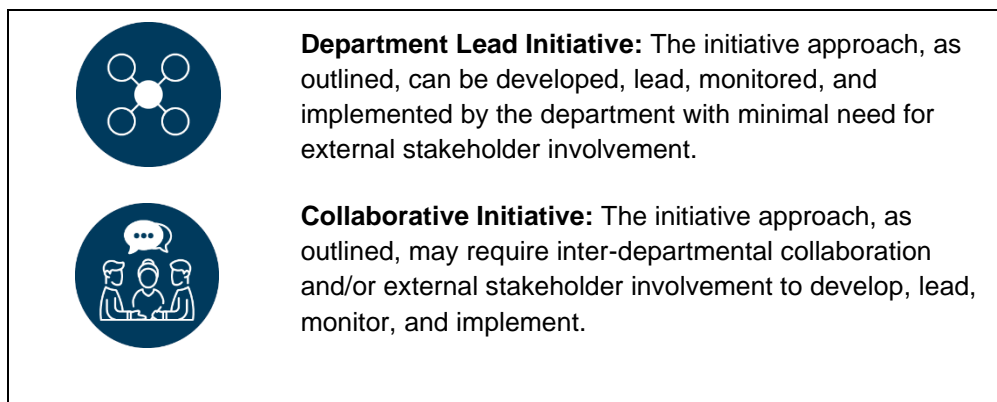 Department Lead Initiative: The initiative approach, as
outlined, can be developed, lead, monitored, and
implemented by the department with minimal need for
external stakeholder involvement.
Collaborative Initiative: The initiative approach, as
outlined, may require inter-departmental collaboration
and/or external stakeholder involvement to develop, lead,
monitor, and implement.